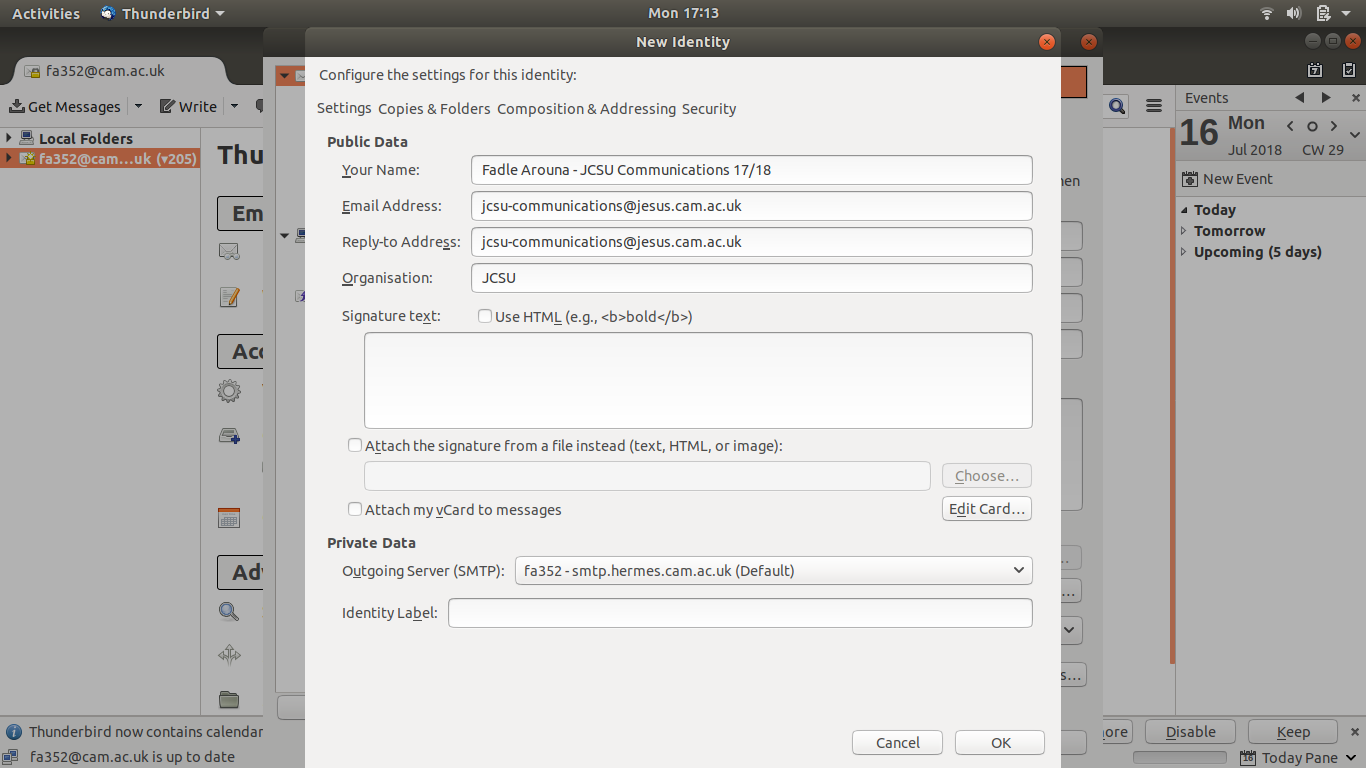 Activities Thunderbird Mon 17:13
New Identity
fa352@cam.ac.uk
Get Messages Write
Local Folders
fa352@cam...uk (▾205)
Configure the settings for this identity:
Settings Copies & Folders Composition & Addressing Security
Public Data
Your Name: Fadle Arouna - JCSU Communications 17/18
Email Address: jcsu-communications@jesus.cam.ac.uk
Reply-to Address: jcsu-communications@jesus.cam.ac.uk
Organisation: JCSU
Signature text: Use HTML (e.g., <b>bold</b>)
Attach the signature from a file instead (text, HTML, or image):
Choose...
Attach my vCard to messages Edit Card...
Private Data
Outgoing Server (SMTP): fa352 - smtp.hermes.cam.ac.uk (Default)
Identity Label:
Cancel OK
Events
16 Mon
Jul 2018 CW 29
New Event
Today
Tomorrow
Upcoming (5 days)
Thunderbird now contains calendar
Disable Keep
fa352@cam.ac.uk is up to date
16 Today Pane